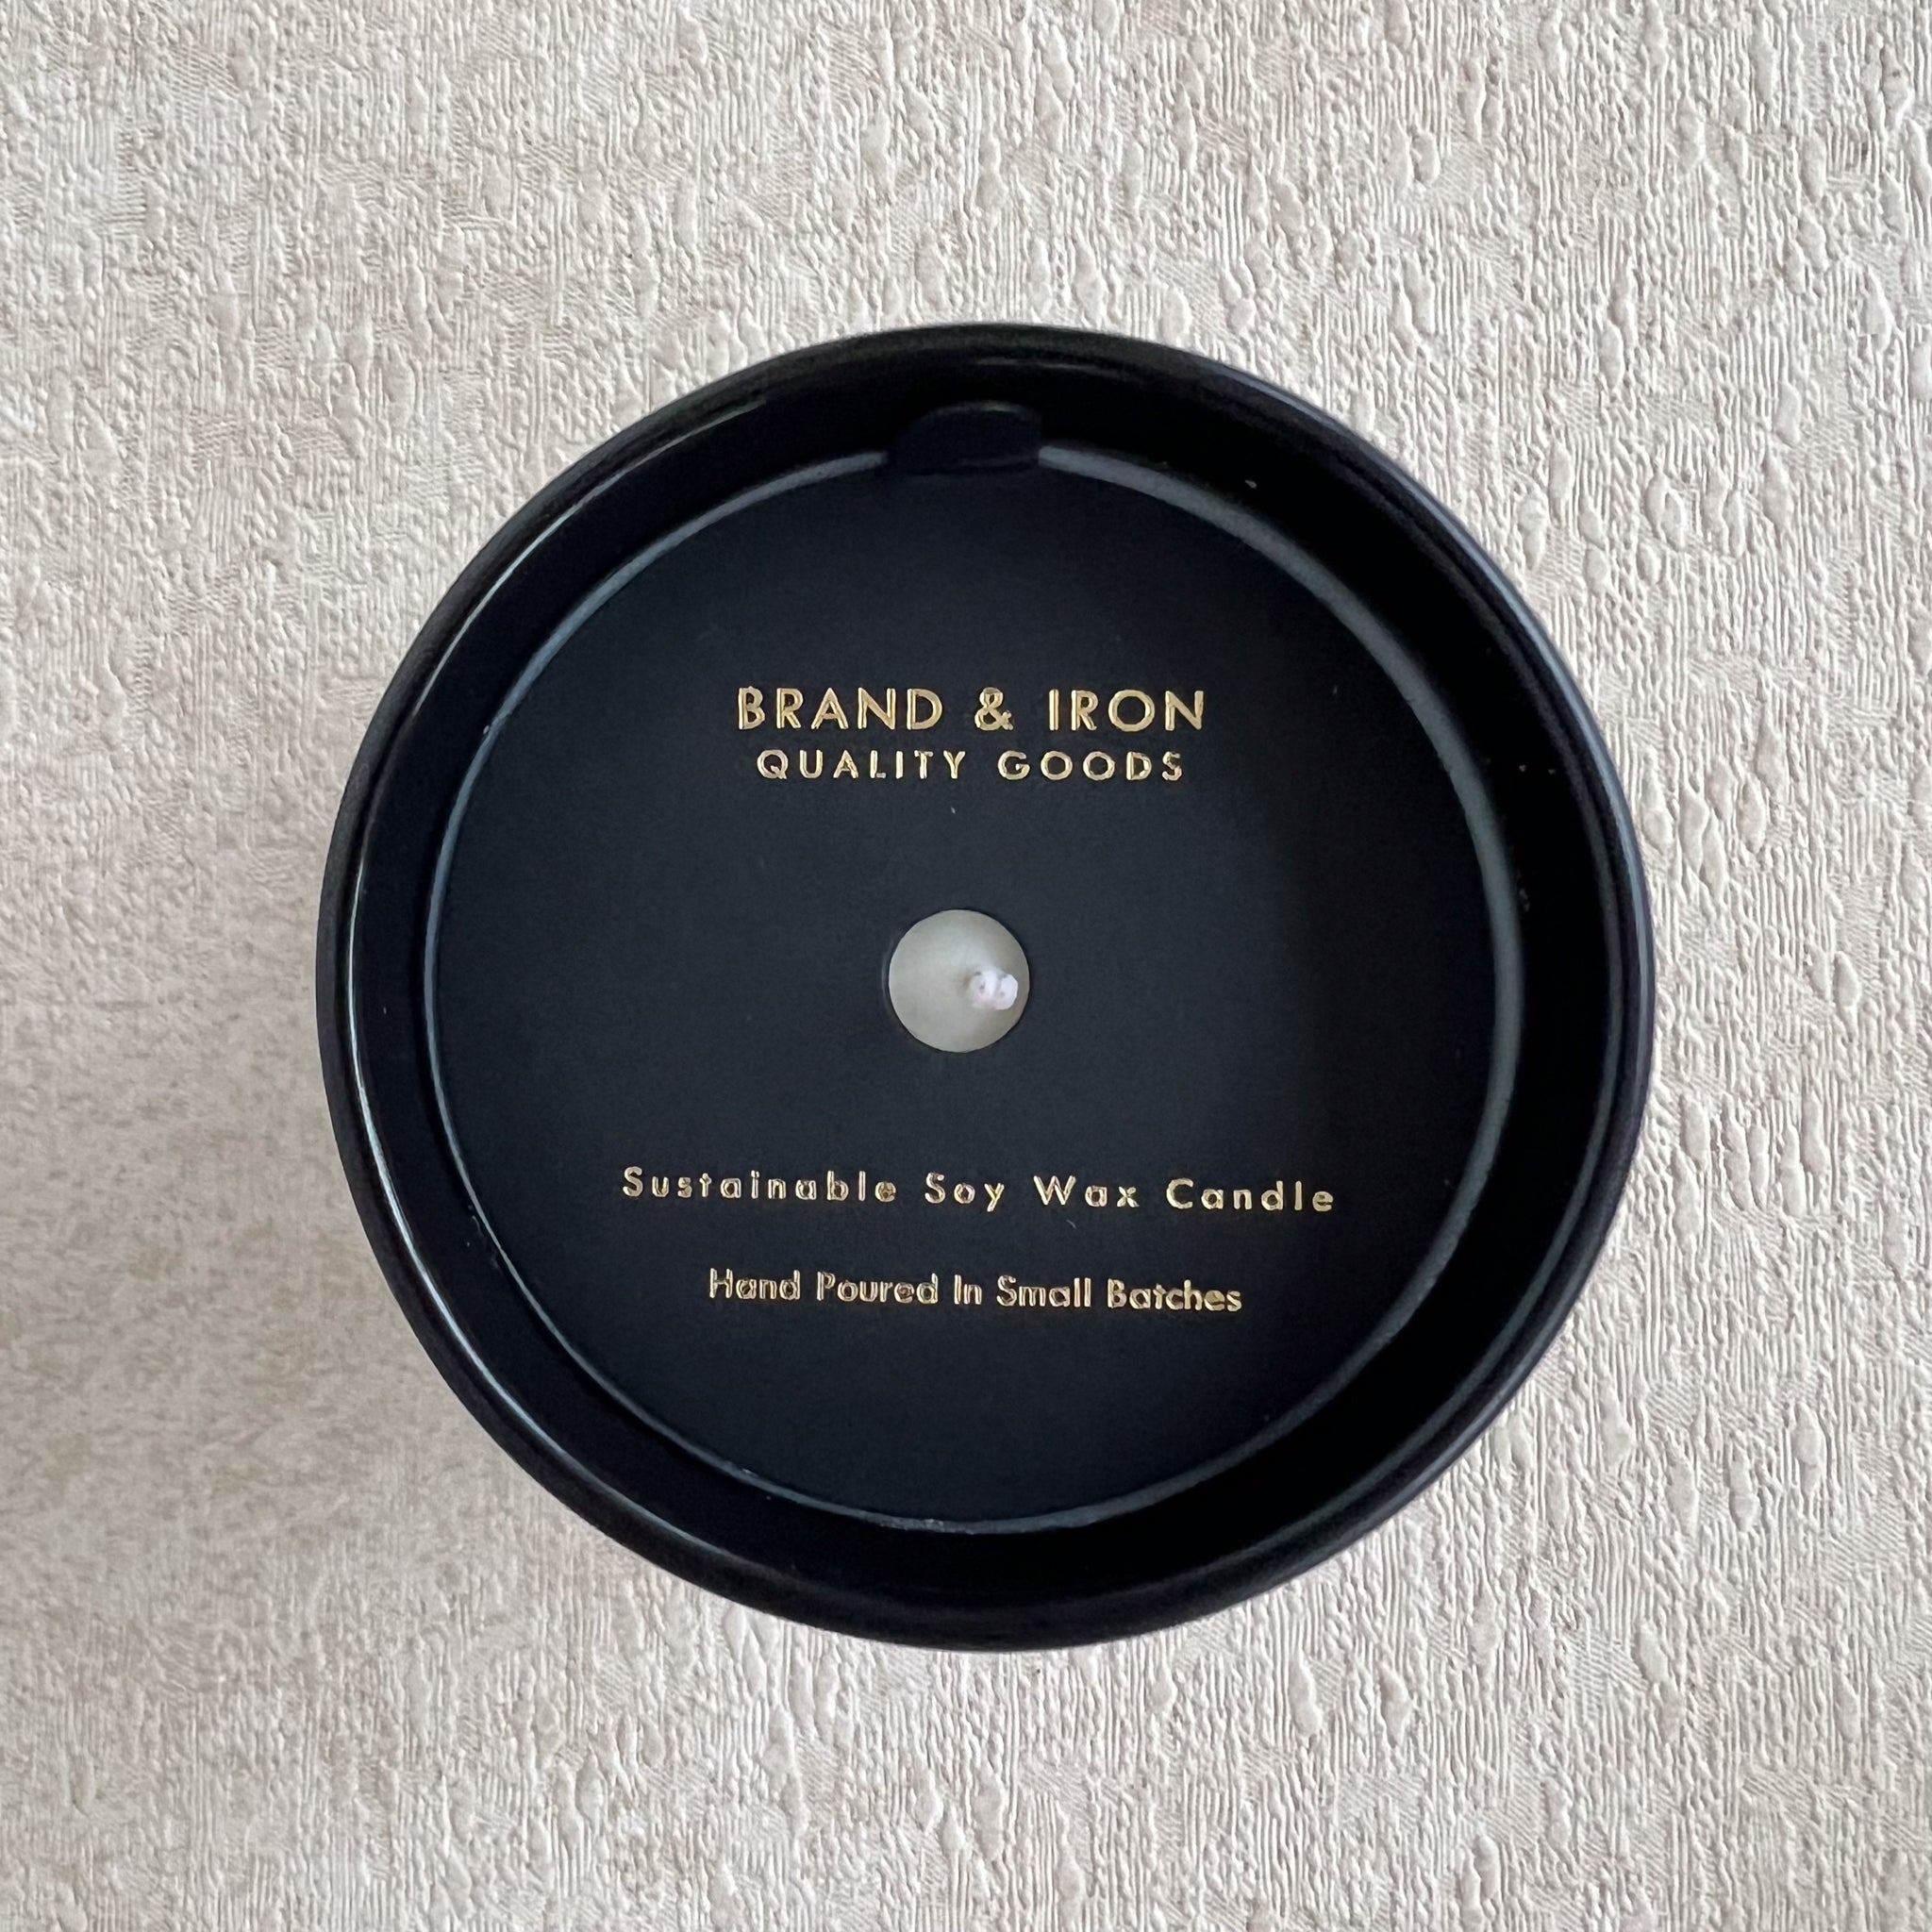 BRAND & IRON
QUALITY GOODS
Sustainable Soy Wax Candle
Hand Poured In Small Batches